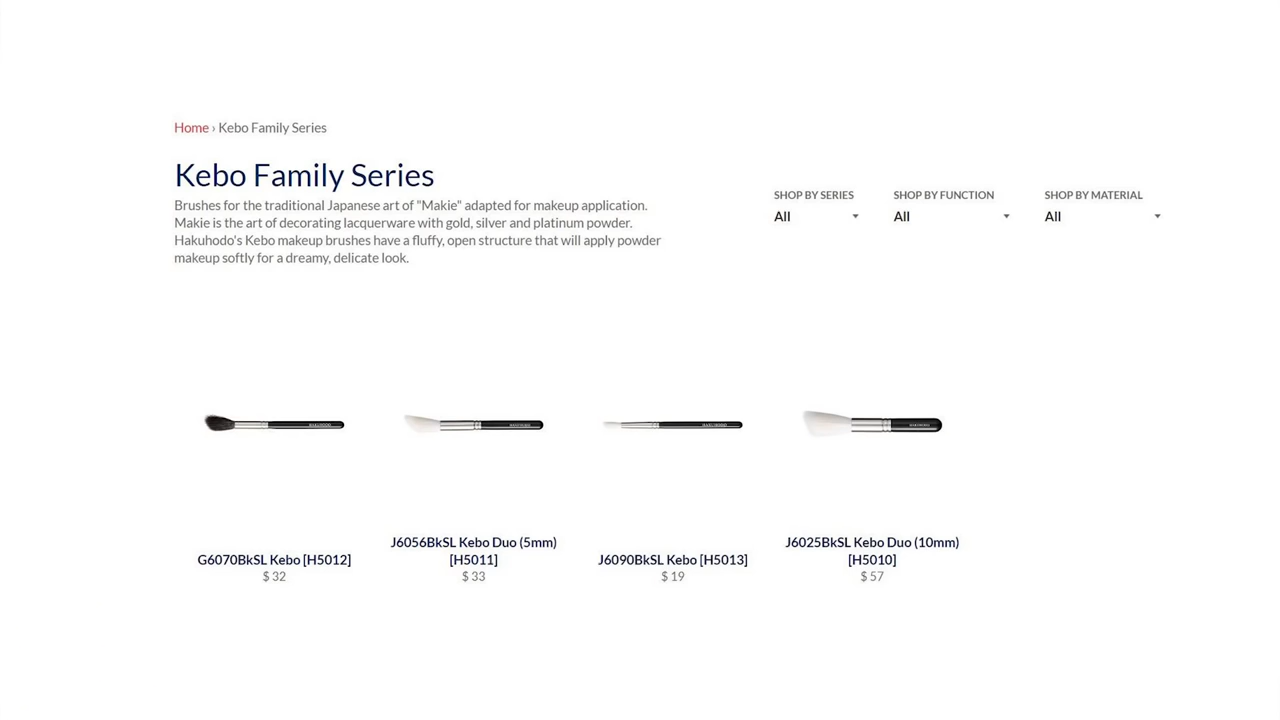 Home › Kebo Family Series
Kebo Family Series
Brushes for the traditional Japanese art of "Makie" adapted for makeup application.
Makie is the art of decorating lacquerware with gold, silver and platinum powder.
Hakuhodo's Kebo makeup brushes have a fluffy, open structure that will apply powder
makeup softly for a dreamy, delicate look.
SHOP BY SERIES
All
SHOP BY FUNCTION
All
SHOP BY MATERIAL
All
G6070BkSL Kebo [H5012]
$ 32
J6056BkSL Kebo Duo (5mm)
[H5011]
$ 33
J6090BkSL Kebo [H5013]
$ 19
J6025BkSL Kebo Duo (10mm)
[H5010]
$ 57